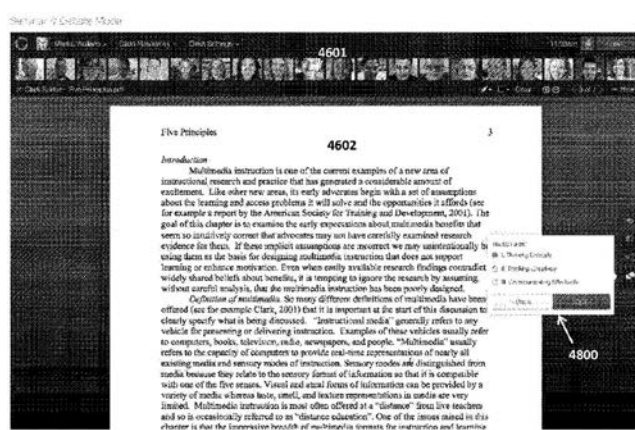 Seminar 9 Debate Mode
4601
Five Principles 3
4602
Introduction
Multimedia instruction is one of the current examples of a new area of
instructional research and practice that has generated a considerable amount of
excitement. Like other new areas, its early advocates begin with a set of assumptions
about the learning and access problems it will solve and the opportunities it affords (see
for example a report by the American Society for Training and Development, 2001). The
goal of this chapter is to examine the early expectations about multimedia benefits that
seem so intuitively correct that advocates may not have carefully examined research
evidence for them. If these implicit assumptions are incorrect we may unintentionally be
using them as the basis for designing multimedia instruction that does not support
learning or enhance motivation. Even when easily available research findings contradict
widely shared beliefs about benefits, it is tempting to ignore the research by assuming,
without careful analysis, that the multimedia instruction has been poorly designed.
Definition of multimedia. So many different definitions of multimedia have been
offered (see for example Clark, 2001) that it is important at the start of this discussion to
clearly specify what is being discussed. "Instructional media" generally refers to any
vehicle for presenting or delivering instruction. Examples of these vehicles usually refer
to computers, books, television, radio, newspapers, and people. "Multimedia" usually
refers to the capacity of computers to provide real-time representations of nearly all
existing media and sensory modes of instruction. Sensory modes are distinguished from
media because they relate to the sensory format of information so that it is compatible
with one of the five senses. Visual and aural forms of information can be provided by a
variety of media whereas taste, smell, and texture representations in media are very
limited. Multimedia instruction is most often offered at a "distance" from live teachers
and so is occasionally referred to as "distance education". One of the issues raised in this
chapter is that the impressive breadth of multimedia formats for instruction and learning
4800